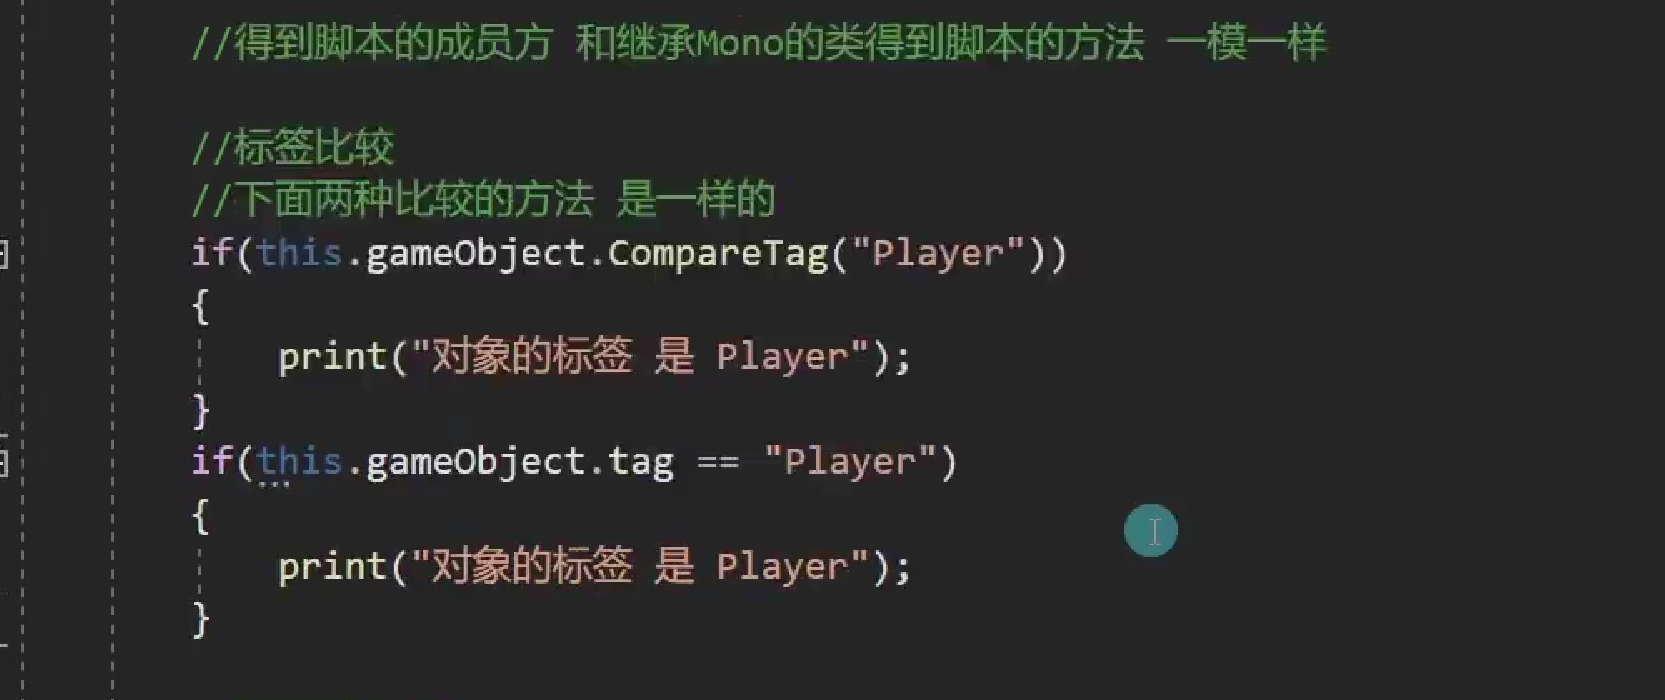 //得到脚本的成员方 和继承Mono的类得到脚本的方法 一模一样
//标签比较
//下面两种比较的方法 是一样的
if(this.gameObject.CompareTag("Player"))
{
print("对象的标签 是 Player");
}
if(this.gameObject.tag == "Player")
{
print("对象的标签 是 Player");
}